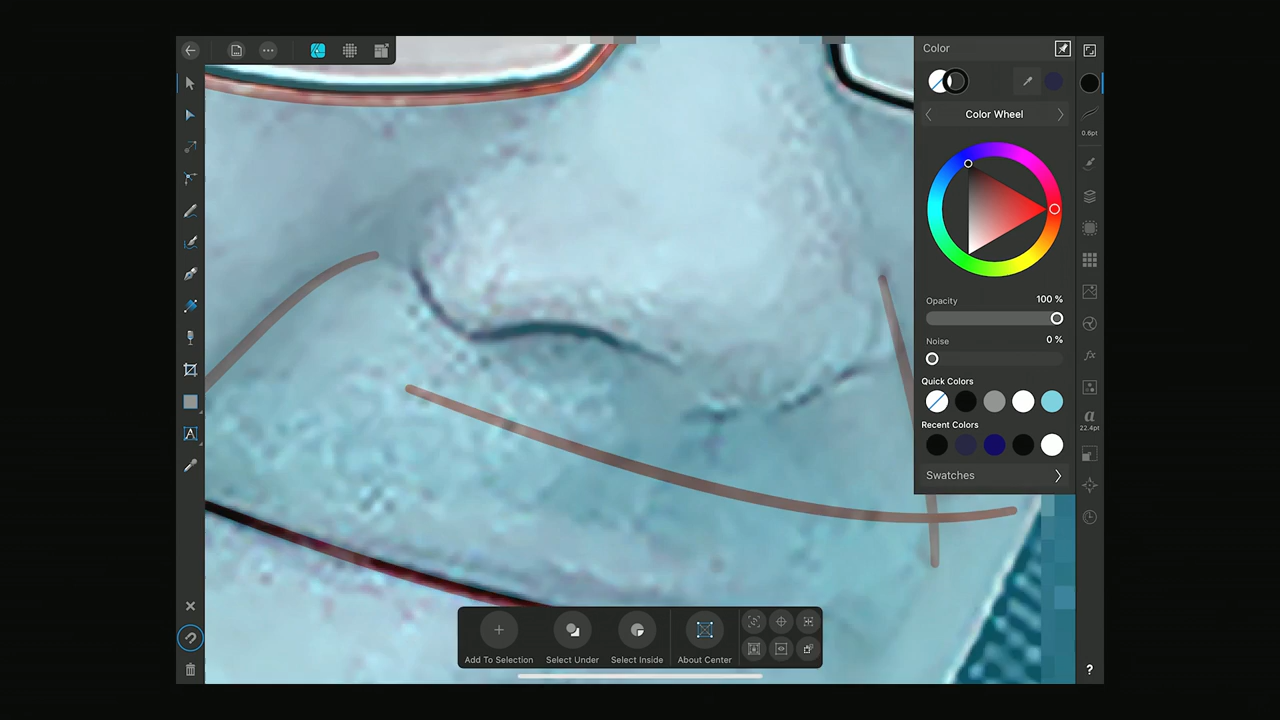 Color
Color Wheel
0.6pt
Opacity 100 %
Noise 0 %
Quick Colors
Recent Colors
a
22.4pt
Swatches
A
fx
Add To Selection Select Under Select Inside About Center
?